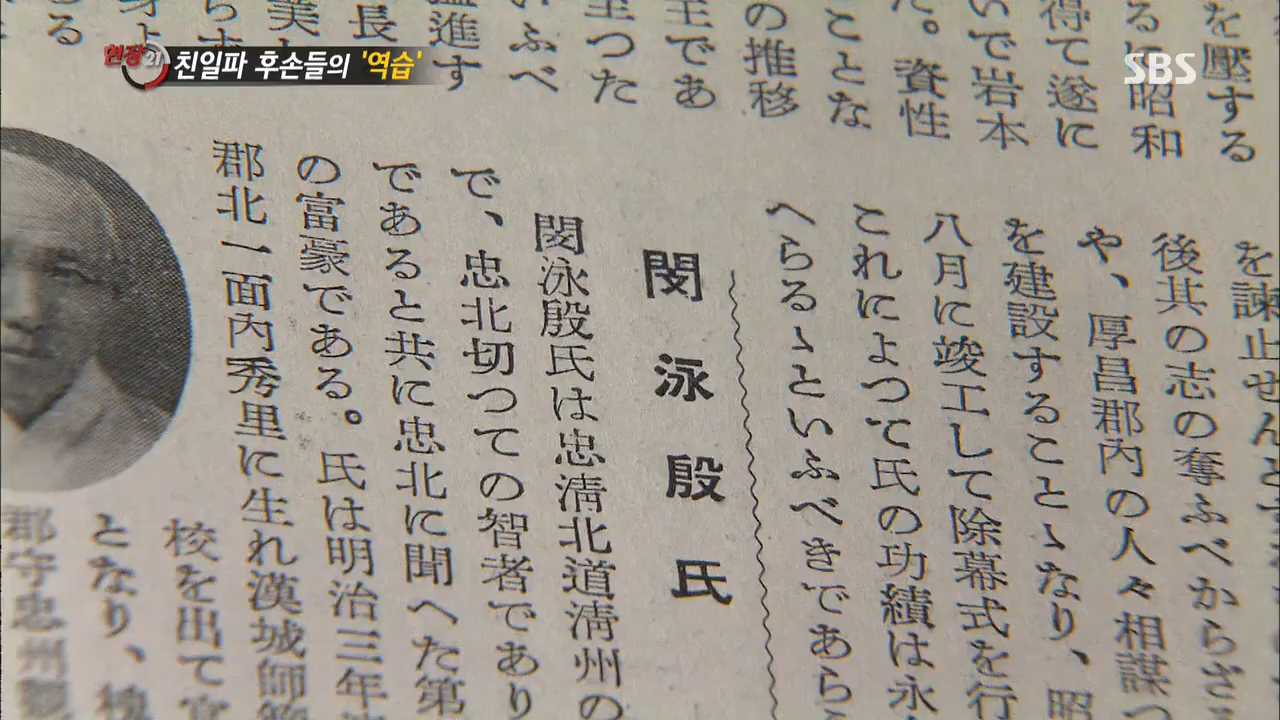 현장21 친일파 후손들의 '역습'
SBS
を壓する
昭和
得て遂に
いで岩本
た。資性
ことな
の推移
であ
至つた
いふべ
進す
長
美
を諫止せんと
後其の志の奪ふべからざ
や、厚昌郡内の人々相謀つ
を建設することゝなり、昭
八月に竣工して除幕式を行
これによつて氏の功績は永
へらるゝといふべきであら
閔泳殷氏
閔泳殷氏は忠淸北道淸州の
で、忠北切つての智者であり
であると共に忠北に聞へた第
の富豪である。氏は明治三年
郡北一面內秀里に生れ漢城師範
校を出て官
となり、
郡守忠州郡